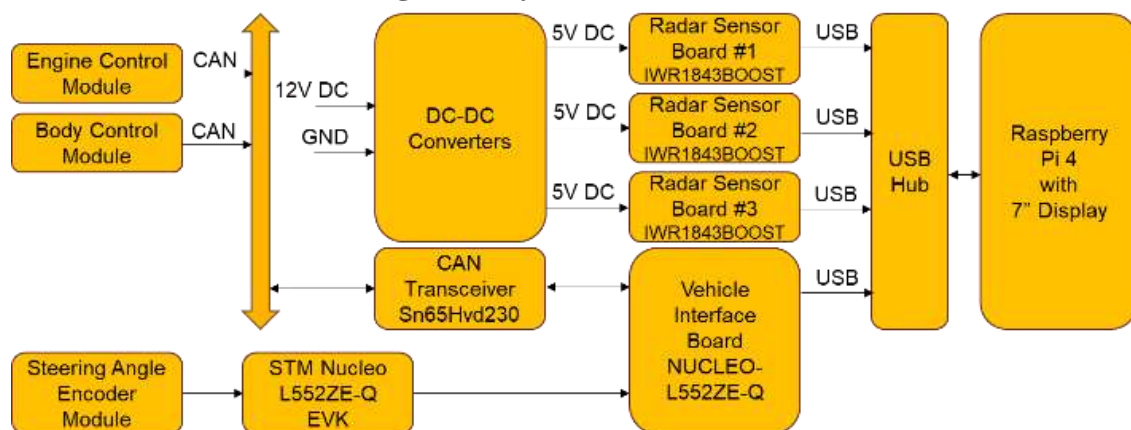 Engine Control
Module
CAN
Body Control
Module
CAN
12V DC
GND
DC-DC
Converters
5V DC
Radar Sensor
Board #1
IWR1843BOOST
USB
5V DC
Radar Sensor
Board #2
IWR1843BOOST
USB
5V DC
Radar Sensor
Board #3
IWR1843BOOST
USB
USB
Hub
Raspberry
Pi 4
with
7" Display
CAN
Transceiver
Sn65Hvd230
Vehicle
Interface
Board
NUCLEO-
L552ZE-Q
USB
Steering Angle
Encoder
Module
STM Nucleo
L552ZE-Q
EVK